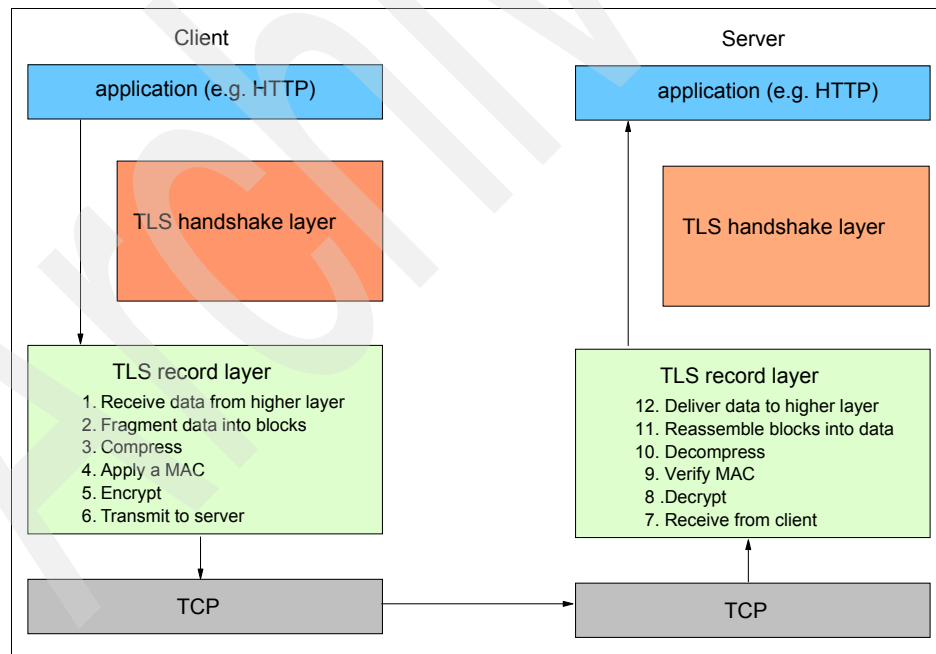 Client
Server
application (e.g. HTTP)
application (e.g. HTTP)
TLS handshake layer
TLS handshake layer
TLS record layer
1. Receive data from higher layer
2. Fragment data into blocks
3. Compress
4. Apply a MAC
5. Encrypt
6. Transmit to server
TLS record layer
12. Deliver data to higher layer
11. Reassemble blocks into data
10. Decompress
9. Verify MAC
8 .Decrypt
7. Receive from client
TCP
TCP